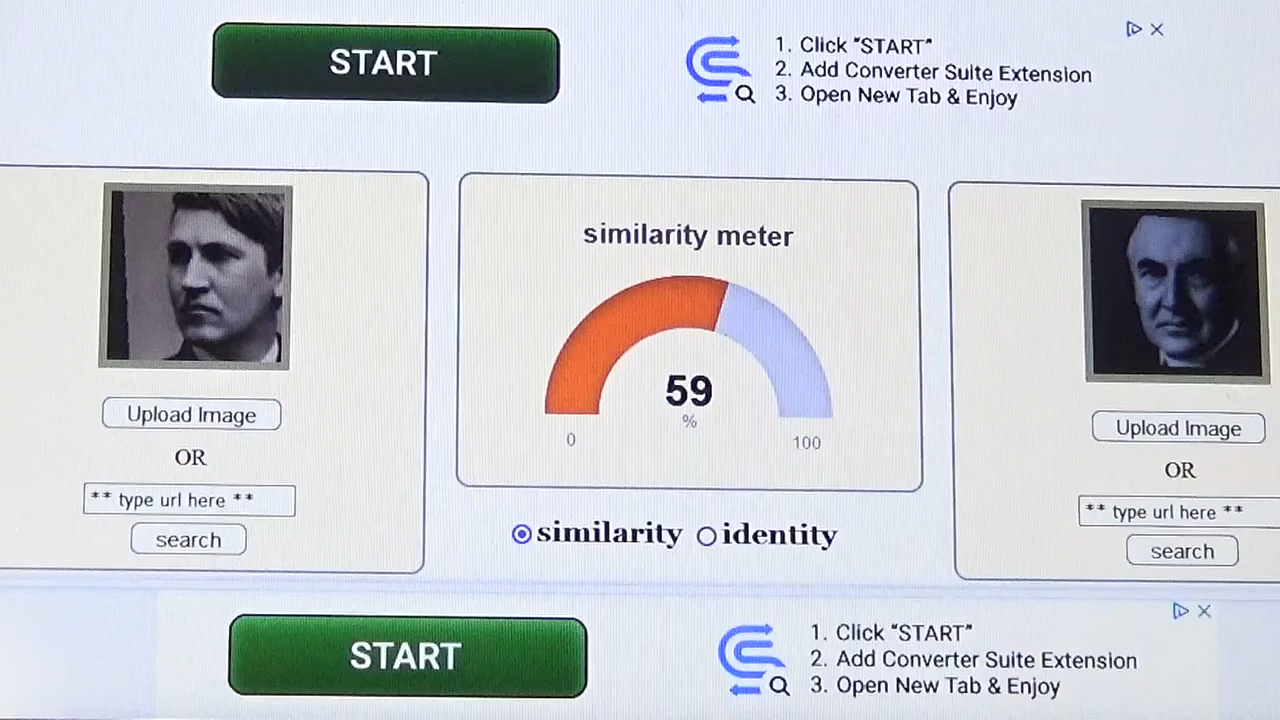 START
1. Click "START"
2. Add Converter Suite Extension
3. Open New Tab & Enjoy
similarity meter
59
%
0
100
Upload Image
OR
** type url here **
search
similarity
identity
Upload Image
OR
** type url here **
search
START
1. Click "START"
2. Add Converter Suite Extension
3. Open New Tab & Enjoy